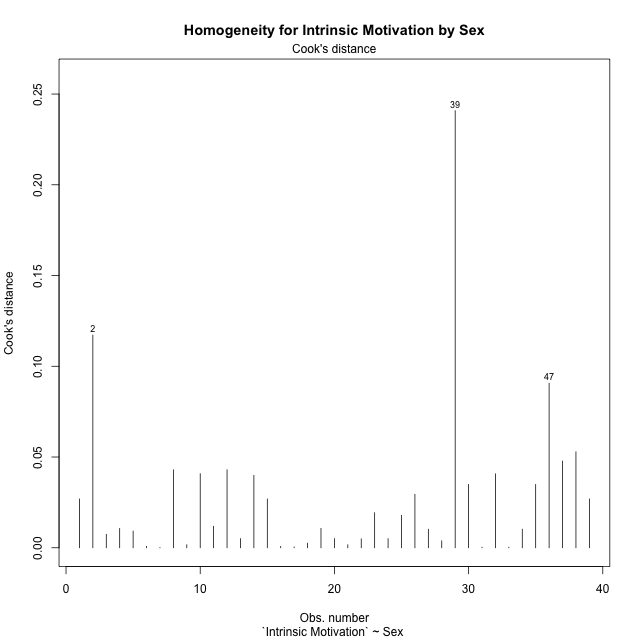 Homogeneity for Intrinsic Motivation by Sex
Cook's distance
Cook's distance
0.25
0.20
0.15
0.10
0.05
0.00
2
39
47
0 10 20 30 40
Obs. number
`Intrinsic Motivation` ~ Sex